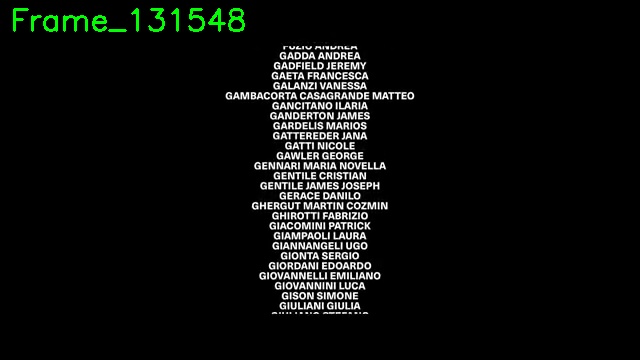 Frame_131548
FUZIO ANDREA
GADDA ANDREA
GADFIELD JEREMY
GAETA FRANCESCA
GALANZI VANESSA
GAMBACORTA CASAGRANDE MATTEO
GANCITANO ILARIA
GANDERTON JAMES
GARDELIS MARIOS
GATTEREDER JANA
GATTI NICOLE
GAWLER GEORGE
GENNARI MARIA NOVELLA
GENTILE CRISTIAN
GENTILE JAMES JOSEPH
GERACE DANILO
GHERGUT MARTIN COZMIN
GHIROTTI FABRIZIO
GIACOMINI PATRICK
GIAMPAOLI LAURA
GIANNANGELI UGO
GIONTA SERGIO
GIORDANI EDOARDO
GIOVANNELLI EMILIANO
GIOVANNINI LUCA
GISON SIMONE
GIULIANI GIULIA